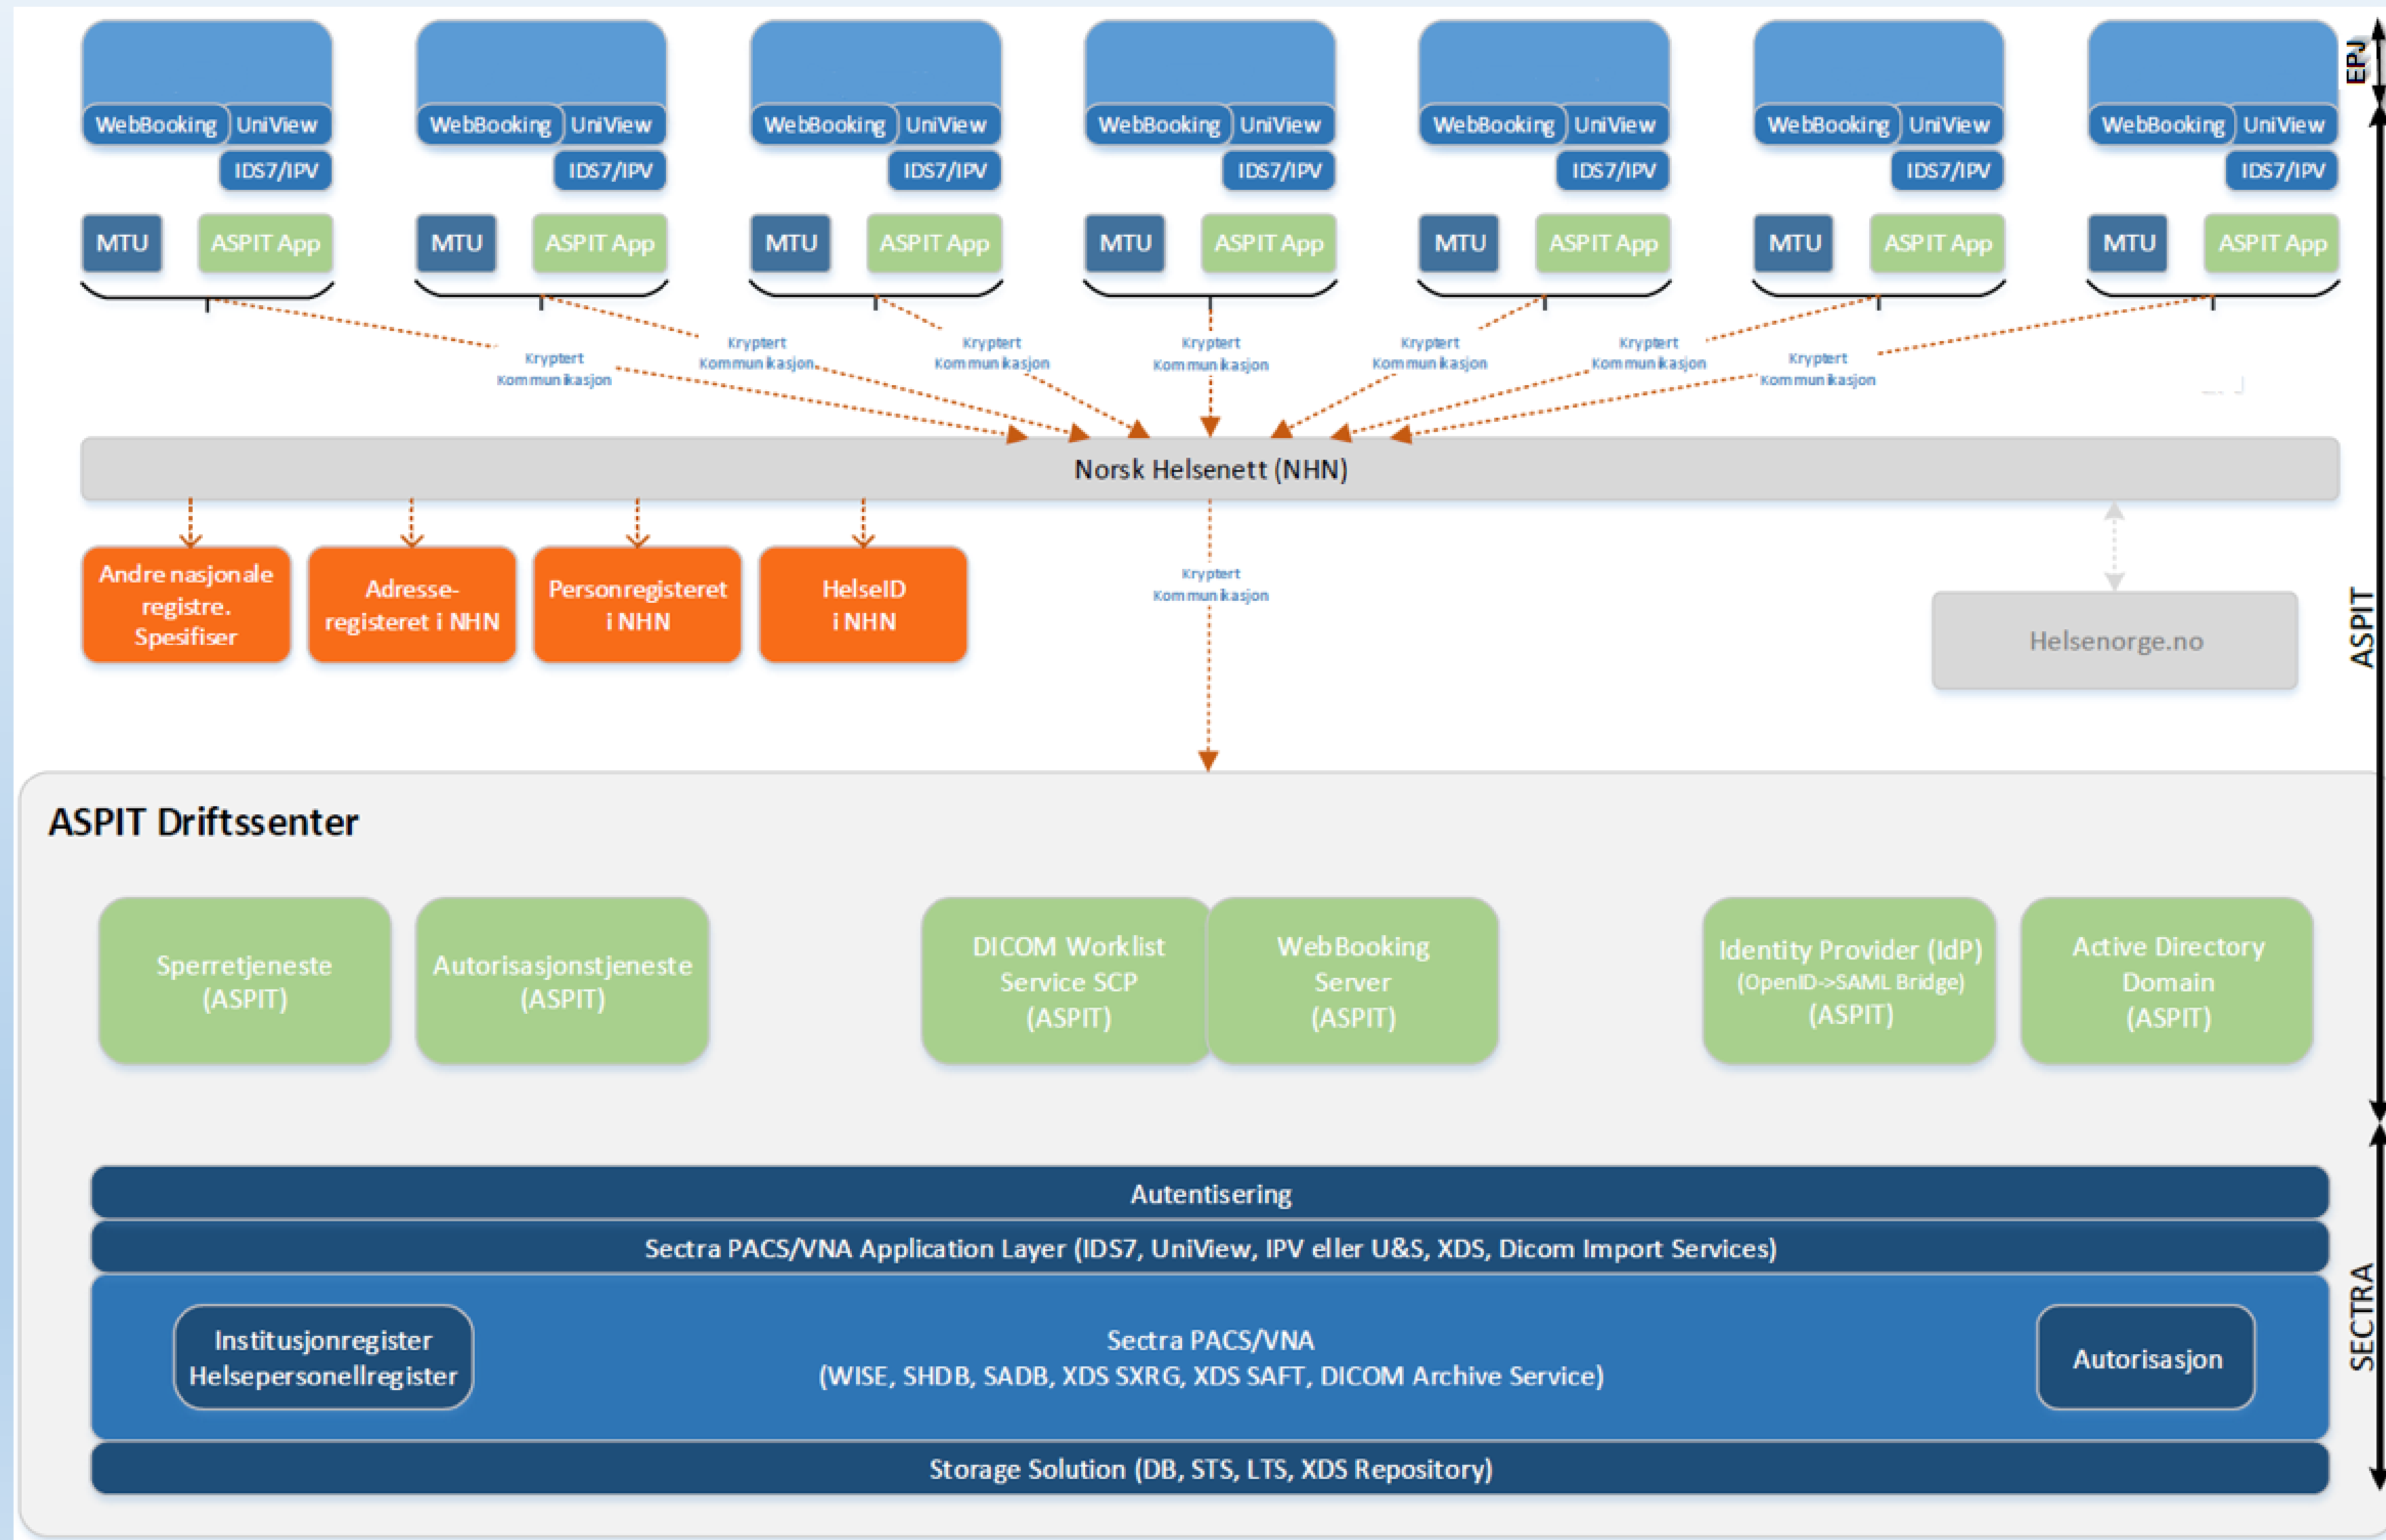 EPJ
WebBooking UniView
WebBooking UniView
WebBooking UniView
WebBooking UniView
WebBooking UniView
WebBooking UniView
WebBooking UniView
IDS7/IPV
IDS7/IPV
IDS7/IPV
IDS7/IPV
IDS7/IPV
IDS7/IPV
IDS7/IPV
MTU ASPIT App
MTU ASPIT App
MTU ASPIT App
MTU ASPIT App
MTU ASPIT App
MTU ASPIT App
MTU ASPIT App
Kryptert
Kommunikasjon
Kryptert
Kommunikasjon
Kryptert
Kommunikasjon
Kryptert
Kommunikasjon
Kryptert
Kommunikasjon
Kryptert
Kommunikasjon
Kryptert
Kommunikasjon
Norsk Helsenett (NHN)
Andre nasjonale
registre.
Spesifiser
Adresse-
registeret i NHN
Personregisteret
i NHN
HelseID
i NHN
Kryptert
Kommunikasjon
Helsenorge.no
ASPIT
ASPIT Driftssenter
Sperretjeneste
(ASPIT)
Autorisasjonstjeneste
(ASPIT)
DICOM Worklist
Service SCP
(ASPIT)
WebBooking
Server
(ASPIT)
Identity Provider (IdP)
(OpenID->SAML Bridge)
(ASPIT)
Active Directory
Domain
(ASPIT)
Autentisering
Sectra PACS/VNA Application Layer (IDS7, UniView, IPV eller U&S, XDS, Dicom Import Services)
Institusjonregister
Helsepersonellregister
Sectra PACS/VNA
(WISE, SHDB, SADB, XDS SXRG, XDS SAFT, DICOM Archive Service)
Autorisasjon
SECTRA
Storage Solution (DB, STS, LTS, XDS Repository)